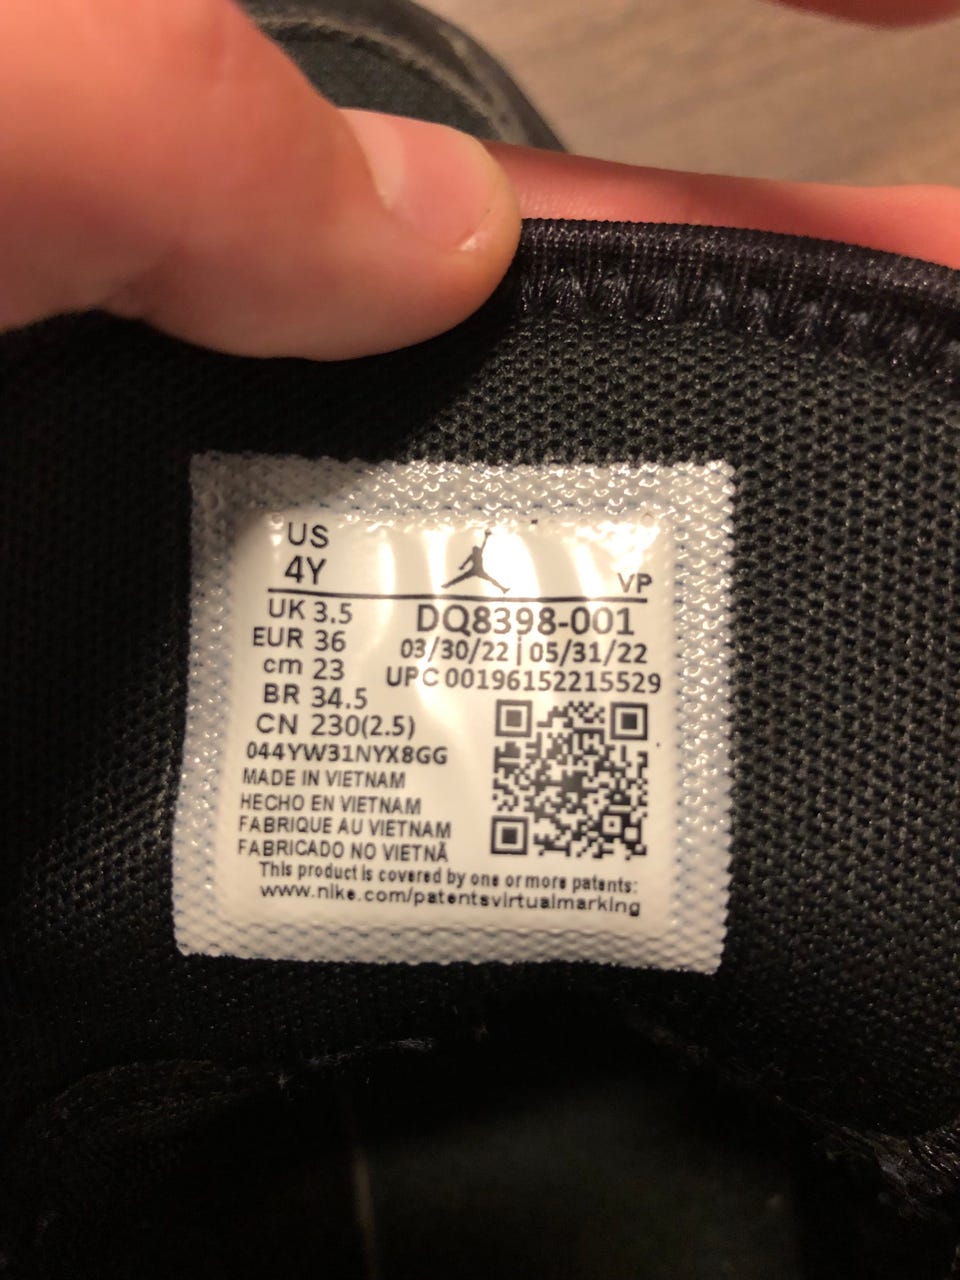 US
4Y
VP
UK 3.5
EUR 36
cm 23
BR 34.5
CN 230(2.5)
DQ8398-001
03/30/22 | 05/31/22
UPC 00196152215529
044YW31NYX8GG
MADE IN VIETNAM
HECHO EN VIETNAM
FABRIQUE AU VIETNAM
FABRICADO NO VIETNÃ
This product is covered by one or more patents:
www.nike.com/patentsvirtualmarking